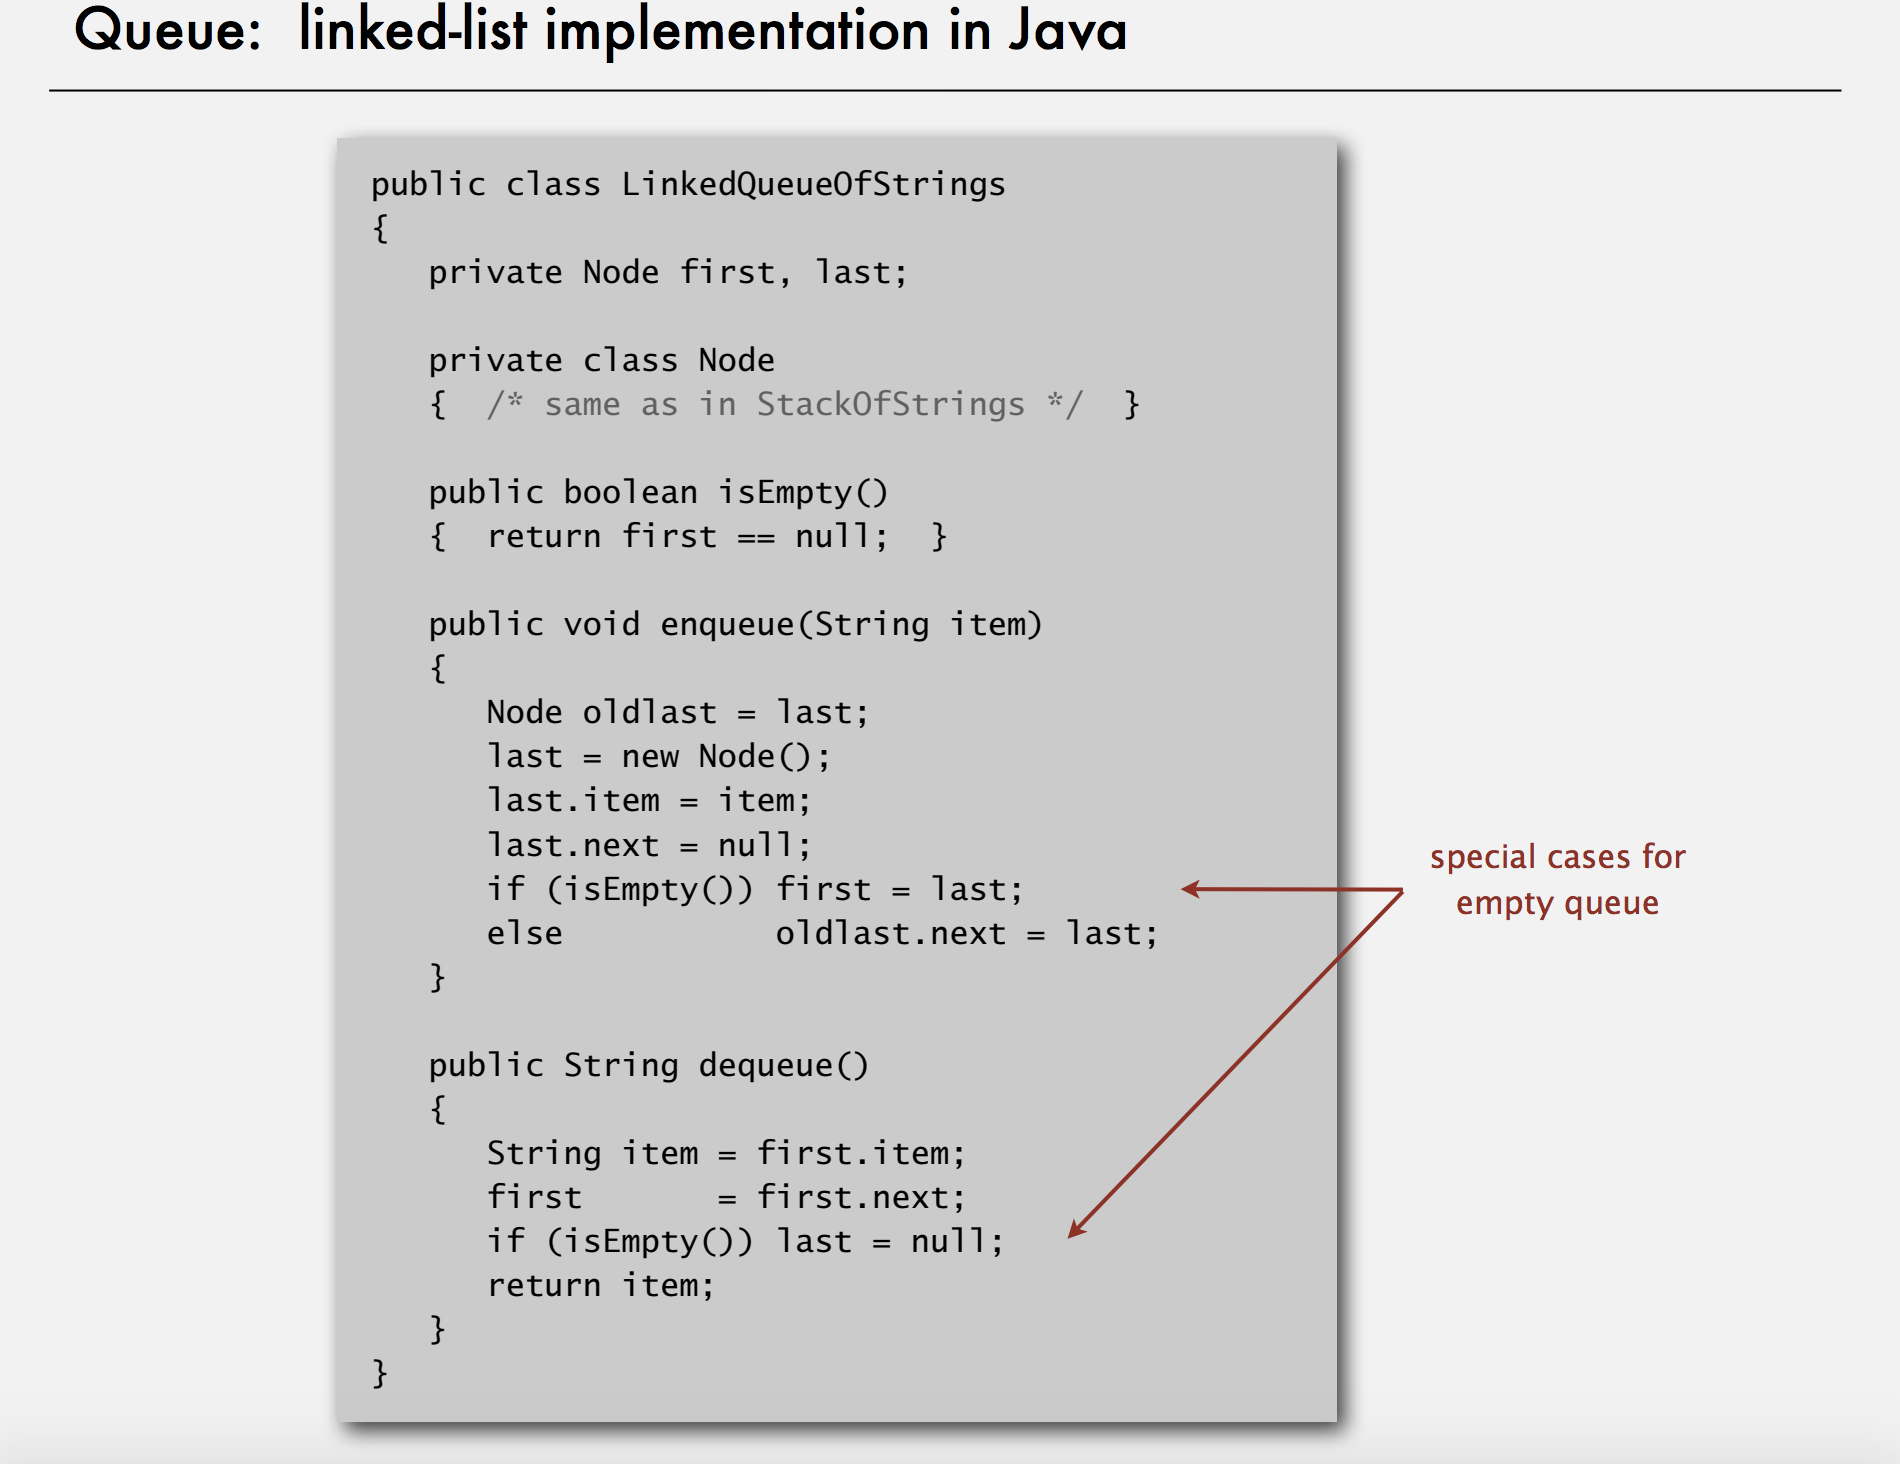 Queue: linked-list implementation in Java
public class LinkedQueueOfStrings
{
   private Node first, last;

   private class Node
   {  /* same as in StackOfStrings */  }

   public boolean isEmpty()
   {  return first == null;  }

   public void enqueue(String item)
   {
      Node oldlast = last;
      last = new Node();
      last.item = item;
      last.next = null;
      if (isEmpty()) first = last;
      else           oldlast.next = last;
   }

   public String dequeue()
   {
      String item = first.item;
      first       = first.next;
      if (isEmpty()) last = null;
      return item;
   }
}
special cases for
empty queue